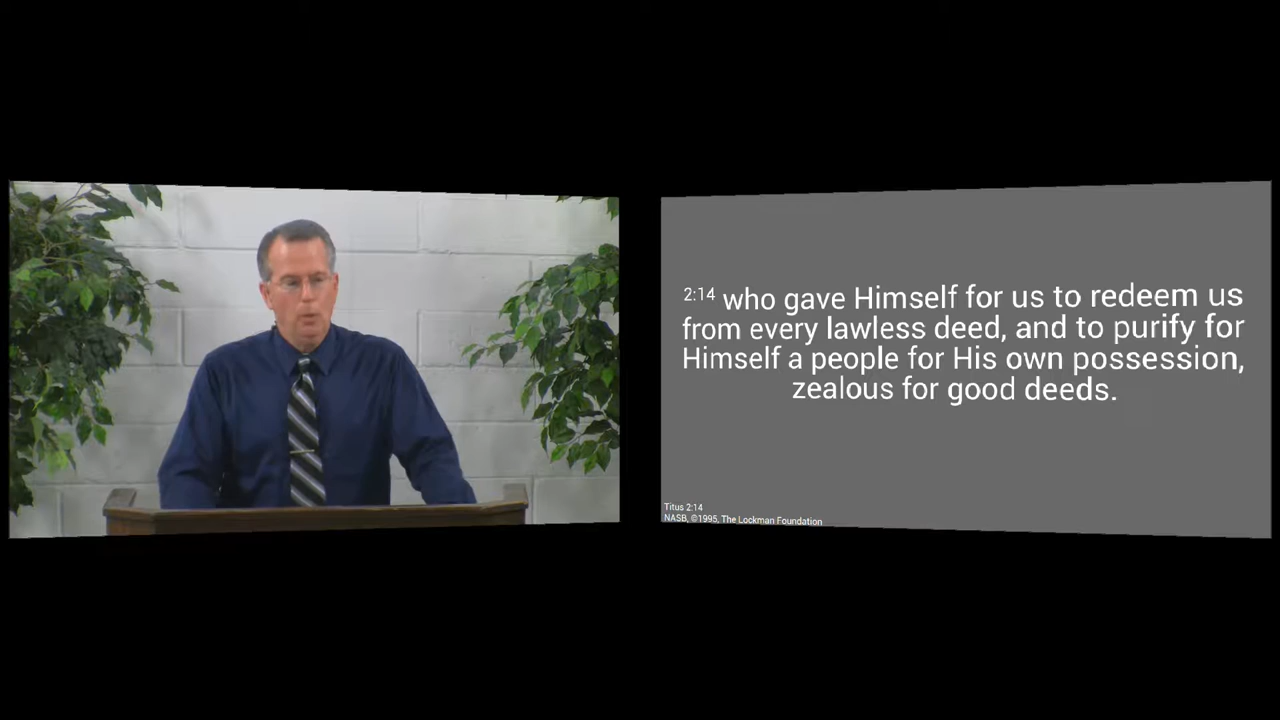 2:14 who gave Himself for us to redeem us
from every lawless deed, and to purify for
Himself a people for His own possession,
zealous for good deeds.
Titus 2:14
NASB, ©1995, The Lockman Foundation